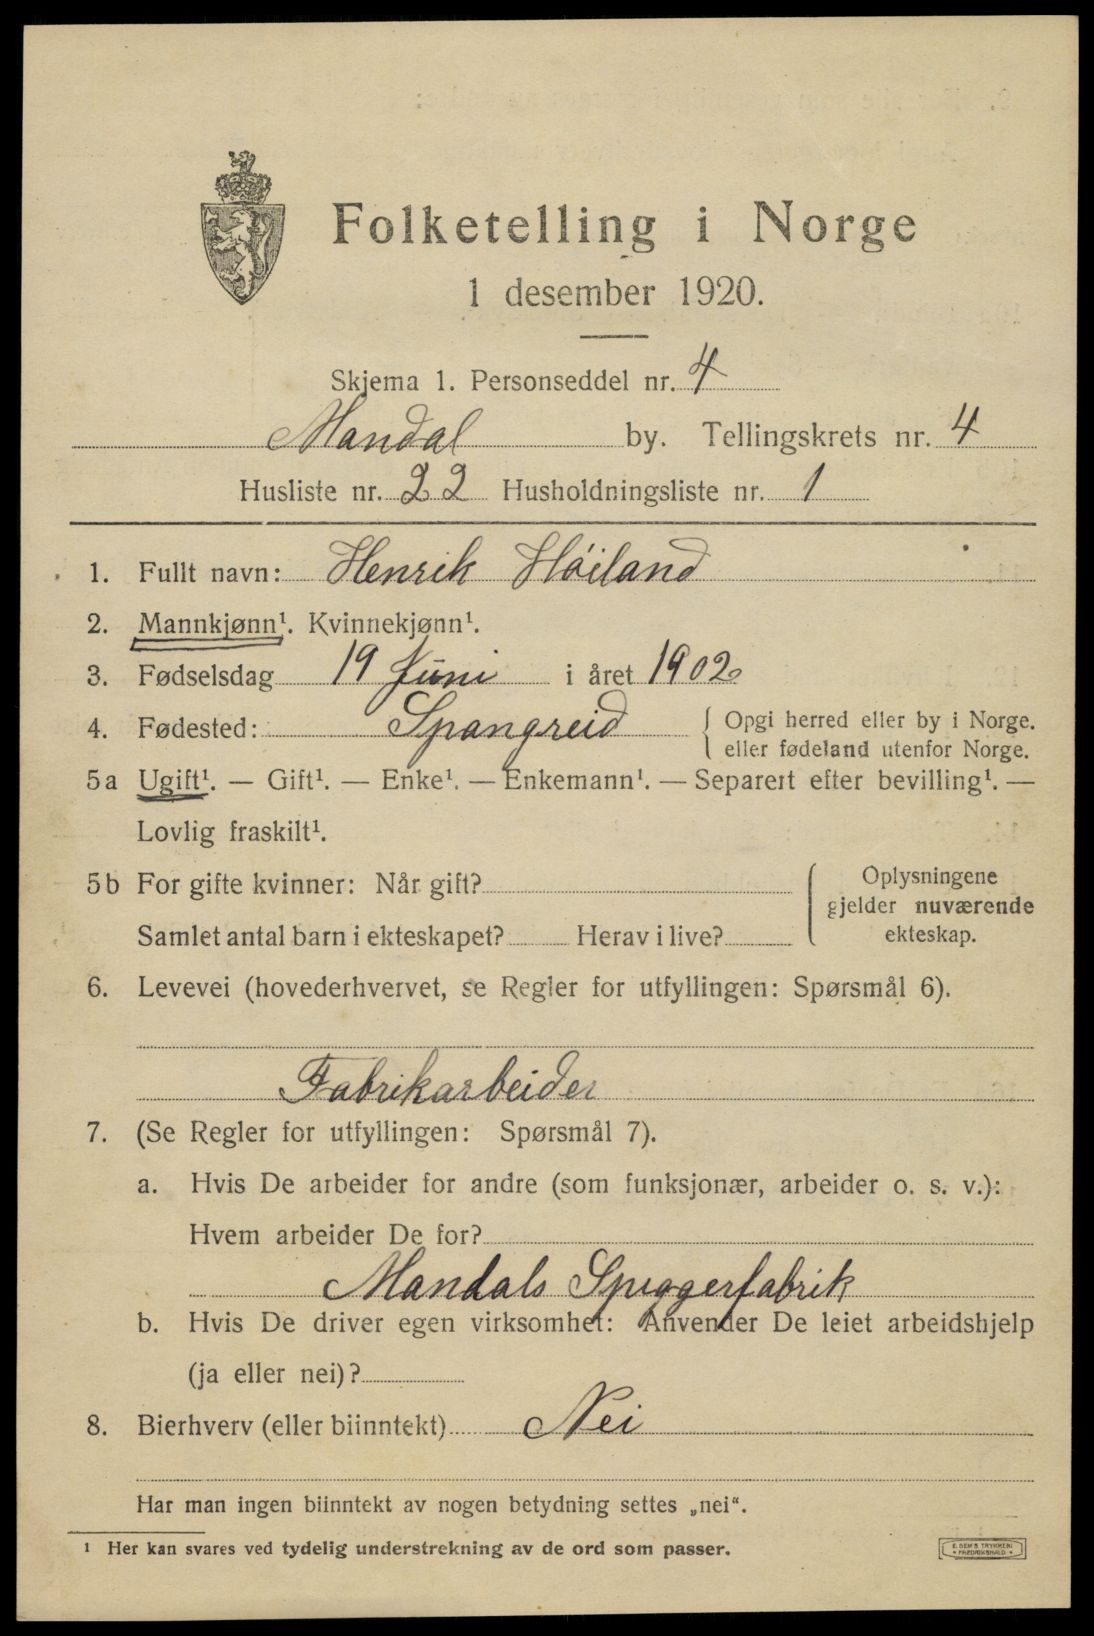 Folketelling i Norge
1 desember 1920.
Skjema 1. Personseddel nr. 4
Mandal by. Tellingskrets nr. 4
Husliste nr. 22 Husholdningsliste nr. 1
1. Fullt navn: Henrik Høiland
2. Mannkjønn¹. Kvinnekjønn¹.
3. Fødselsdag 19 Juni i året 1902
4. Fødested: Spangreid { Opgi herred eller by i Norge.
eller fødeland utenfor Norge.
5a Ugift¹. — Gift¹. — Enke¹. — Enkemann¹. — Separert efter bevilling¹. —
Lovlig fraskilt¹.
5b For gifte kvinner: Når gift? { Oplysningene
gjelder nuværende
Samlet antal barn i ekteskapet? Herav i live? ekteskap.
6. Levevei (hovederhvervet, se Regler for utfyllingen: Spørsmål 6).
Fabrikarbeider
7. (Se Regler for utfyllingen: Spørsmål 7).
a. Hvis De arbeider for andre (som funksjonær, arbeider o. s. v.):
Hvem arbeider De for?
Mandals Spiggerfabrik
b. Hvis De driver egen virksomhet: Anvender De leiet arbeidshjelp
(ja eller nei)?
8. Bierhverv (eller biinntekt) Nei
Har man ingen biinntekt av nogen betydning settes „nei“.
¹ Her kan svares ved tydelig understrekning av de ord som passer.
E. SEM'S TRYKKERI
• FREDRIKSHALD •